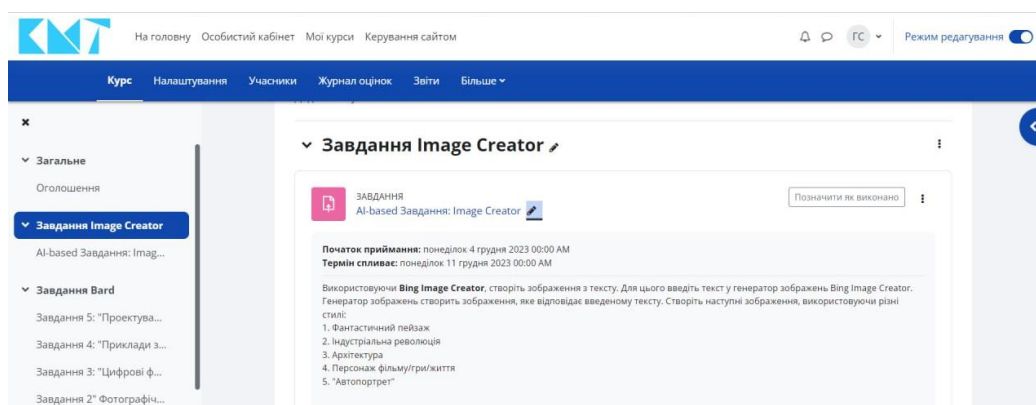 КМТ
На головну Особистий кабінет Мої курси Керування сайтом
ГС
Режим редагування
Курс Налаштування Учасники Журнал оцінок Звіти Більше
Загальне
Оголошення
Завдання Image Creator
AI-based Завдання: Imag...
Завдання Bard
Завдання 5: "Проектува...
Завдання 4: "Приклади з...
Завдання 3: "Цифрові ф...
Завдання 2" Фотографіч...
Завдання Image Creator
ЗАВДАННЯ
AI-based Завдання: Image Creator
Позначити як виконано
Початок приймання: понеділок 4 грудня 2023 00:00 AM
Термін спливає: понеділок 11 грудня 2023 00:00 AM
Використовуючи Bing Image Creator, створіть зображення з тексту. Для цього введіть текст у генератор зображень Bing Image Creator.
Генератор зображень створить зображення, яке відповідає введеному тексту. Створіть наступні зображення, використовуючи різні
стилі:
1. Фантастичний пейзаж
2. Індустріальна революція
3. Архітектура
4. Персонаж фільму/гри/життя
5. "Автопортрет"